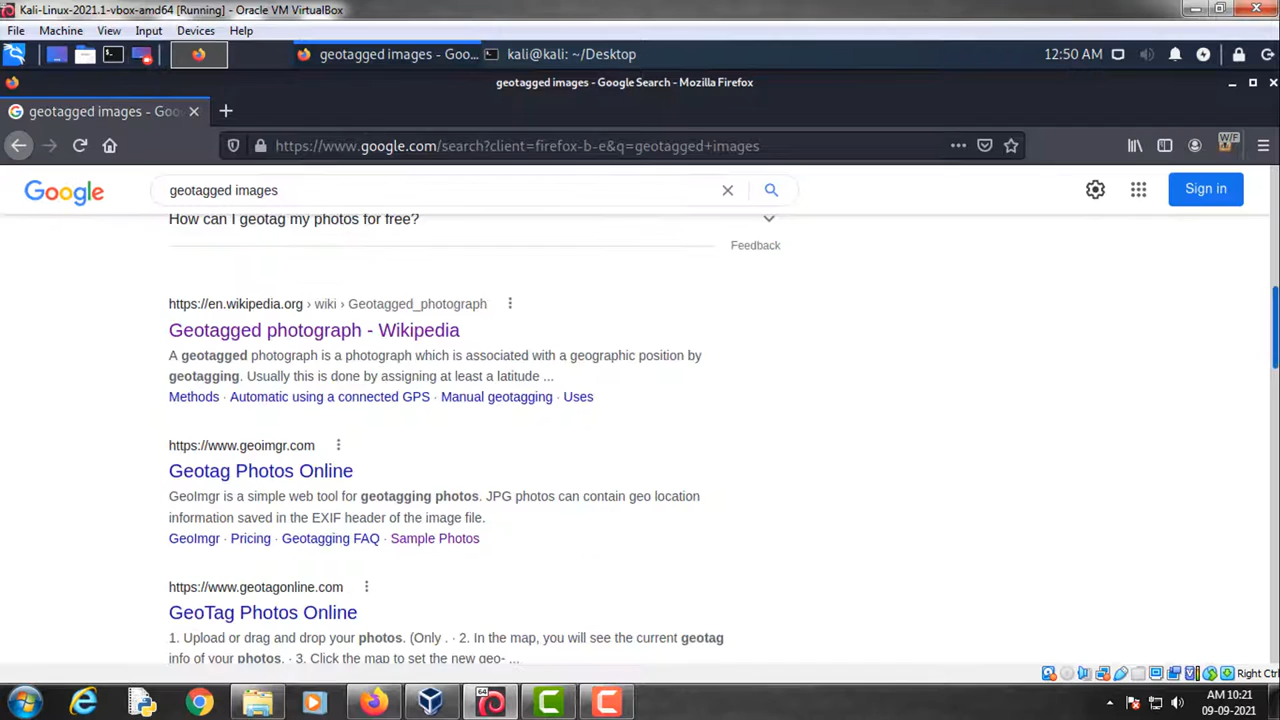 Kali-Linux-2021.1-vbox-amd64 [Running] - Oracle VM VirtualBox
File Machine View Input Devices Help
geotagged images - Goo... kali@kali: ~/Desktop 12:50 AM
geotagged images - Google Search - Mozilla Firefox
geotagged images - Goo
https://www.google.com/search?client=firefox-b-e&q=geotagged+images
W/F
Google geotagged images Sign in
How can I geotag my photos for free?
Feedback
https://en.wikipedia.org › wiki › Geotagged_photograph
Geotagged photograph - Wikipedia
A geotagged photograph is a photograph which is associated with a geographic position by
geotagging. Usually this is done by assigning at least a latitude ...
Methods · Automatic using a connected GPS · Manual geotagging · Uses
https://www.geoimgr.com
Geotag Photos Online
GeoImgr is a simple web tool for geotagging photos. JPG photos can contain geo location
information saved in the EXIF header of the image file.
GeoImgr · Pricing · Geotagging FAQ · Sample Photos
https://www.geotagonline.com
GeoTag Photos Online
1. Upload or drag and drop your photos. (Only . · 2. In the map, you will see the current geotag
info of your photos. · 3. Click the map to set the new geo- ...
Right Ctrl
64
AM 10:21
09-09-2021